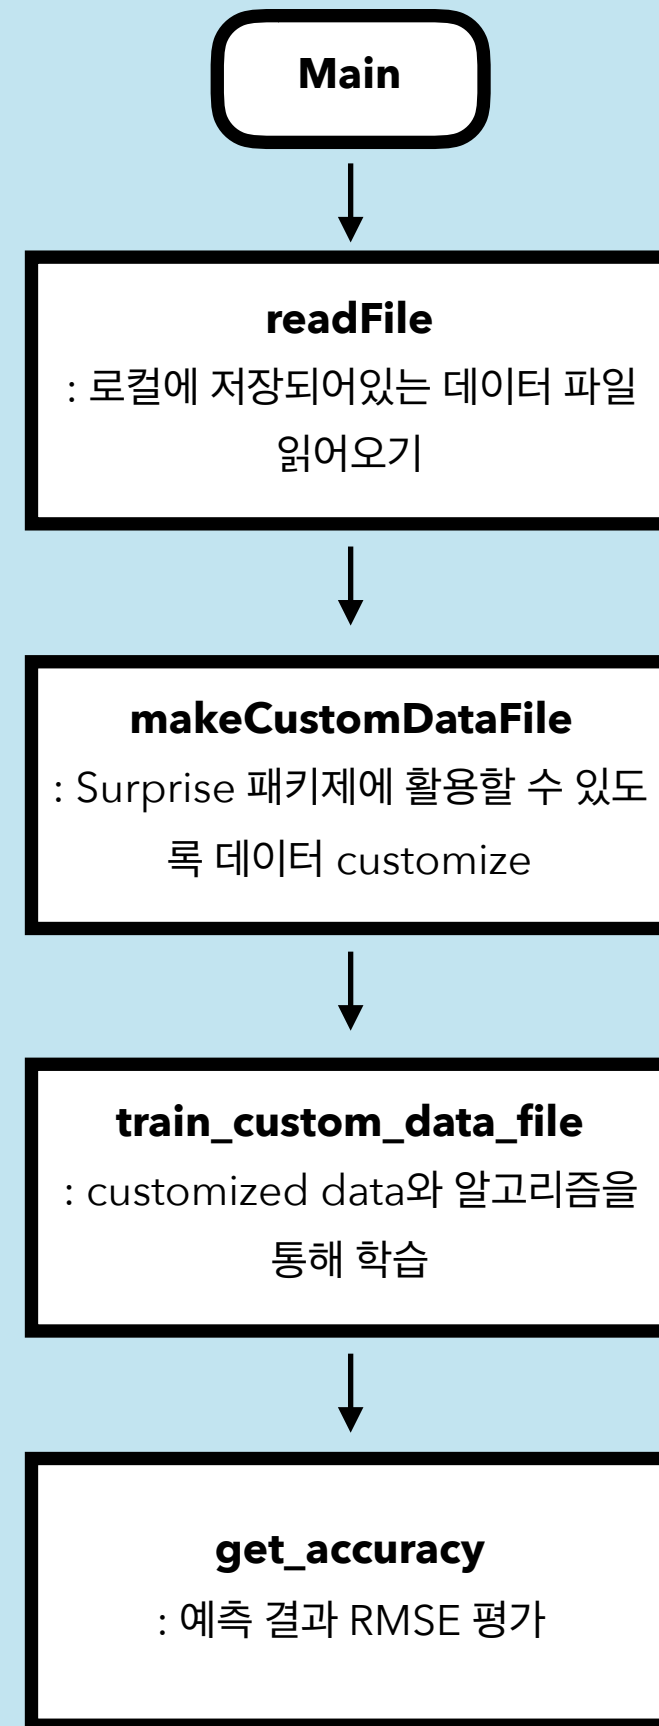 Main
readFile
: 로컬에 저장되어있는 데이터 파일
읽어오기
makeCustomDataFile
: Surprise 패키제에 활용할 수 있도
록 데이터 customize
train_custom_data_file
: customized data와 알고리즘을
통해 학습
get_accuracy
: 예측 결과 RMSE 평가